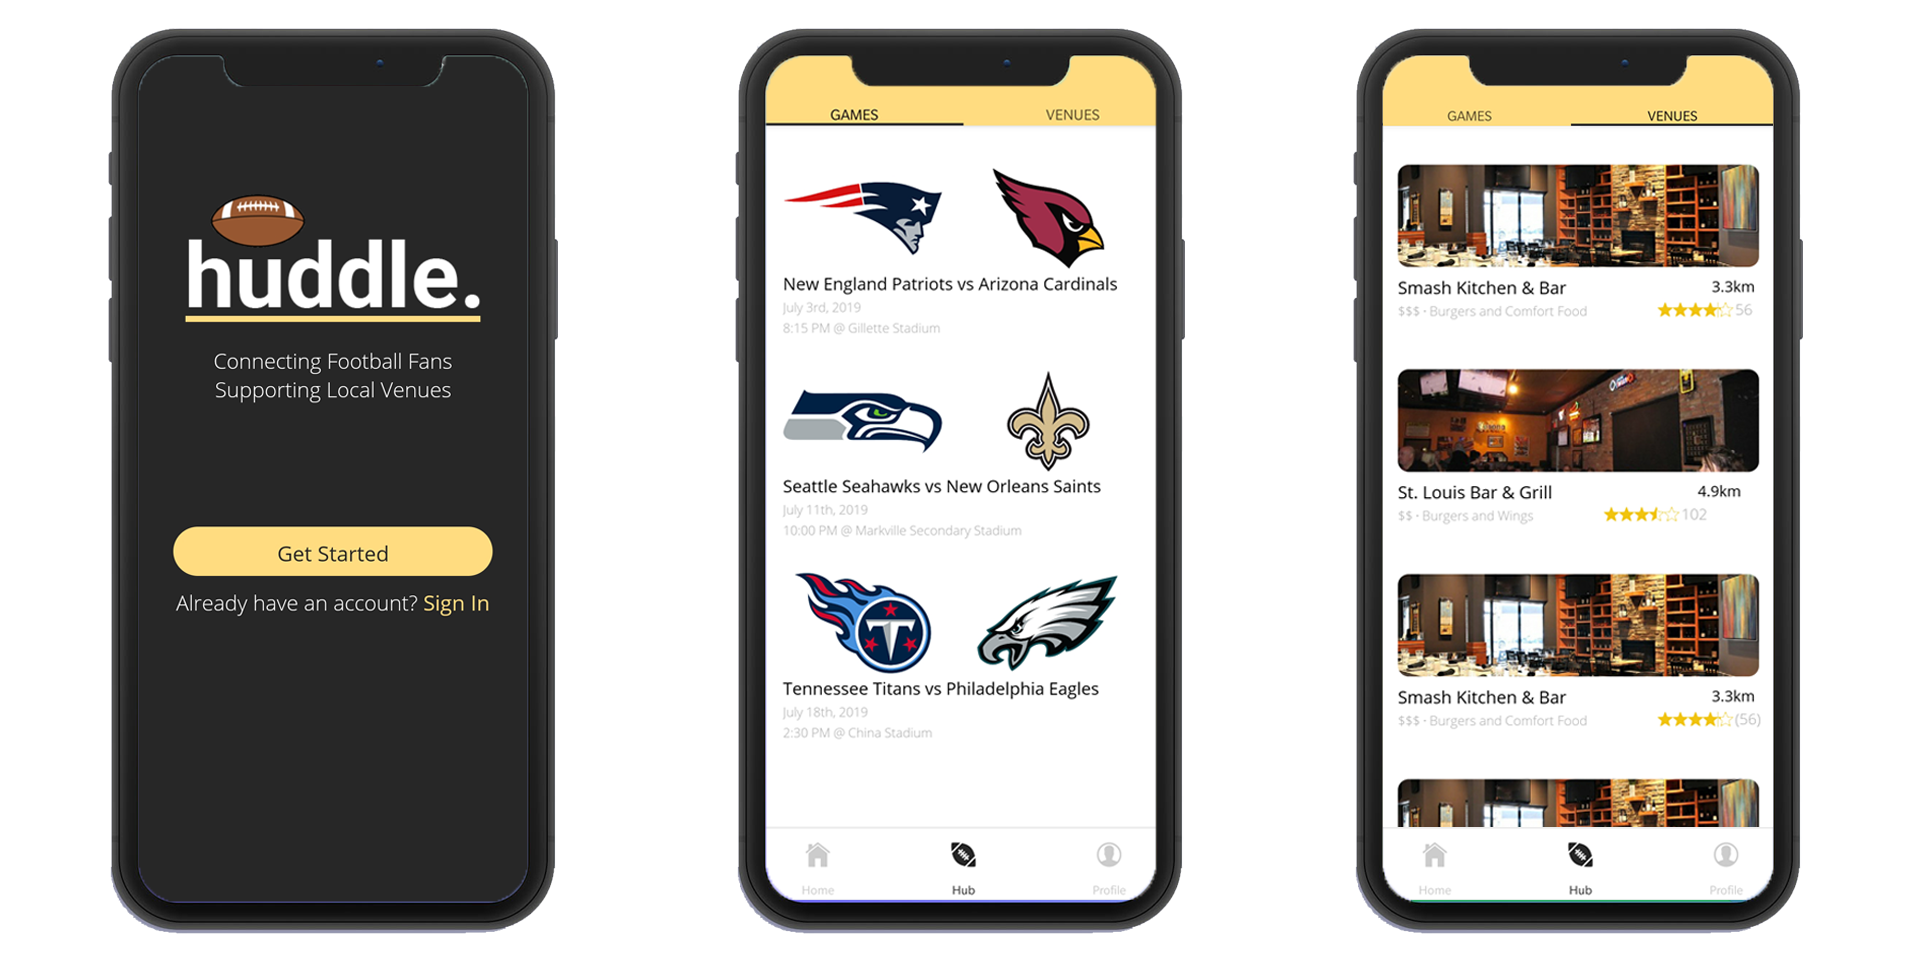 huddle.
Connecting Football Fans
Supporting Local Venues
Get Started
Already have an account? Sign In
GAMES VENUES
New England Patriots vs Arizona Cardinals
July 3rd, 2019
8:15 PM @ Gillette Stadium
Seattle Seahawks vs New Orleans Saints
July 11th, 2019
10:00 PM @ Markville Secondary Stadium
T
Tennessee Titans vs Philadelphia Eagles
July 18th, 2019
2:30 PM @ China Stadium
Home Hub Profile
GAMES VENUES
Smash Kitchen & Bar 3.3km
$$$ · Burgers and Comfort Food 56
St. Louis Bar & Grill 4.9km
$$ · Burgers and Wings 102
Smash Kitchen & Bar 3.3km
$$$ · Burgers and Comfort Food (56)
Home Hub Profile